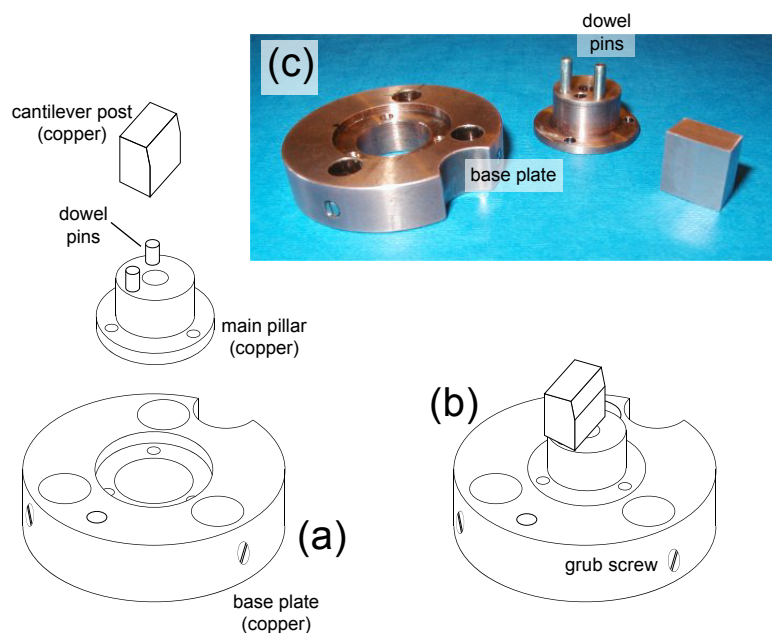 (c)
dowel
pins
base plate
cantilever post
(copper)
dowel
pins
main pillar
(copper)
(a)
base plate
(copper)
(b)
grub screw